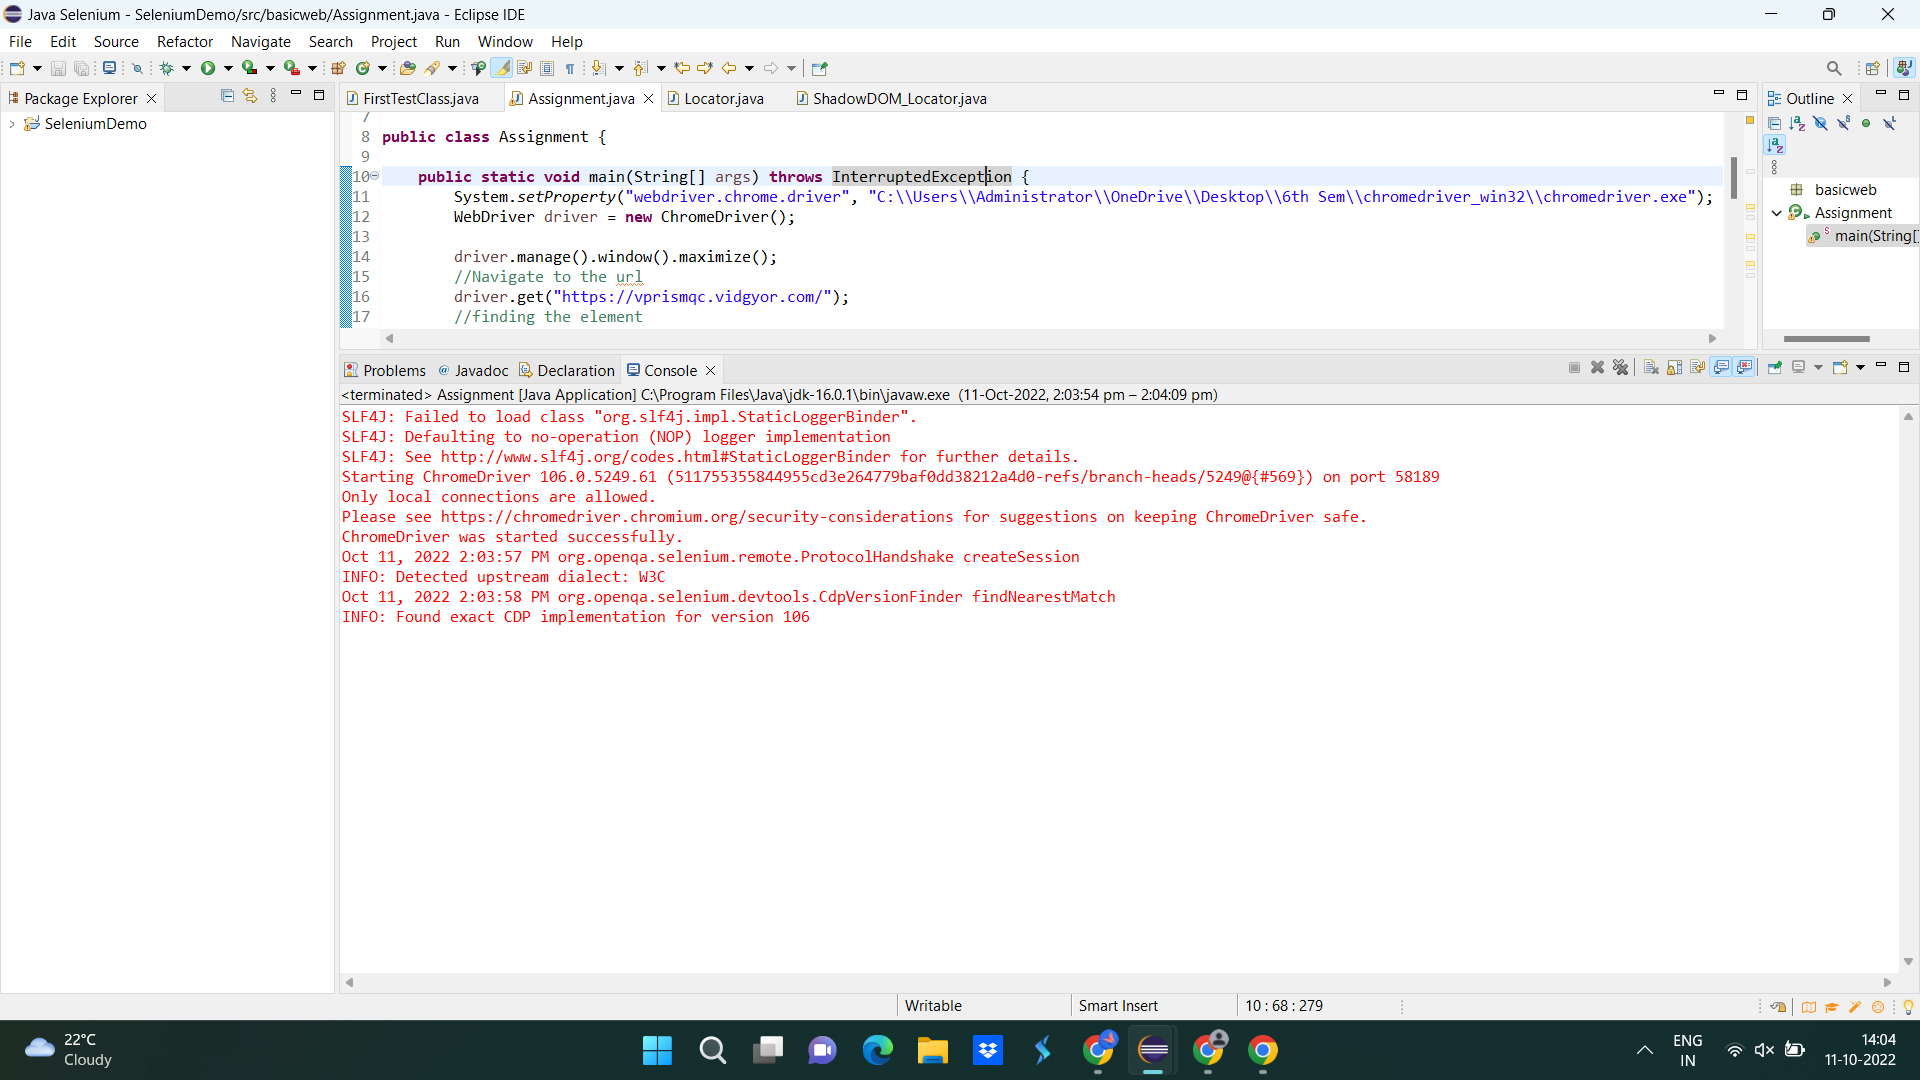 Java Selenium - SeleniumDemo/src/basicweb/Assignment.java - Eclipse IDE
File Edit Source Refactor Navigate Search Project Run Window Help
Package Explorer
SeleniumDemo
FirstTestClass.java Assignment.java Locator.java ShadowDOM_Locator.java
7
8 public class Assignment {
9
10 public static void main(String[] args) throws InterruptedException {
11 System.setProperty("webdriver.chrome.driver", "C:\\Users\\Administrator\\OneDrive\\Desktop\\6th Sem\\chromedriver_win32\\chromedriver.exe");
12 WebDriver driver = new ChromeDriver();
13
14 driver.manage().window().maximize();
15 //Navigate to the url
16 driver.get("https://vprismqc.vidgyor.com/");
17 //finding the element
Outline
basicweb
Assignment
main(String[]
Problems @ Javadoc Declaration Console
<terminated> Assignment [Java Application] C:\Program Files\Java\jdk-16.0.1\bin\javaw.exe (11-Oct-2022, 2:03:54 pm – 2:04:09 pm)
SLF4J: Failed to load class "org.slf4j.impl.StaticLoggerBinder".
SLF4J: Defaulting to no-operation (NOP) logger implementation
SLF4J: See http://www.slf4j.org/codes.html#StaticLoggerBinder for further details.
Starting ChromeDriver 106.0.5249.61 (511755355844955cd3e264779baf0dd38212a4d0-refs/branch-heads/5249@{#569}) on port 58189
Only local connections are allowed.
Please see https://chromedriver.chromium.org/security-considerations for suggestions on keeping ChromeDriver safe.
ChromeDriver was started successfully.
Oct 11, 2022 2:03:57 PM org.openqa.selenium.remote.ProtocolHandshake createSession
INFO: Detected upstream dialect: W3C
Oct 11, 2022 2:03:58 PM org.openqa.selenium.devtools.CdpVersionFinder findNearestMatch
INFO: Found exact CDP implementation for version 106
Writable Smart Insert 10 : 68 : 279
22°C
Cloudy
ENG
IN
14:04
11-10-2022